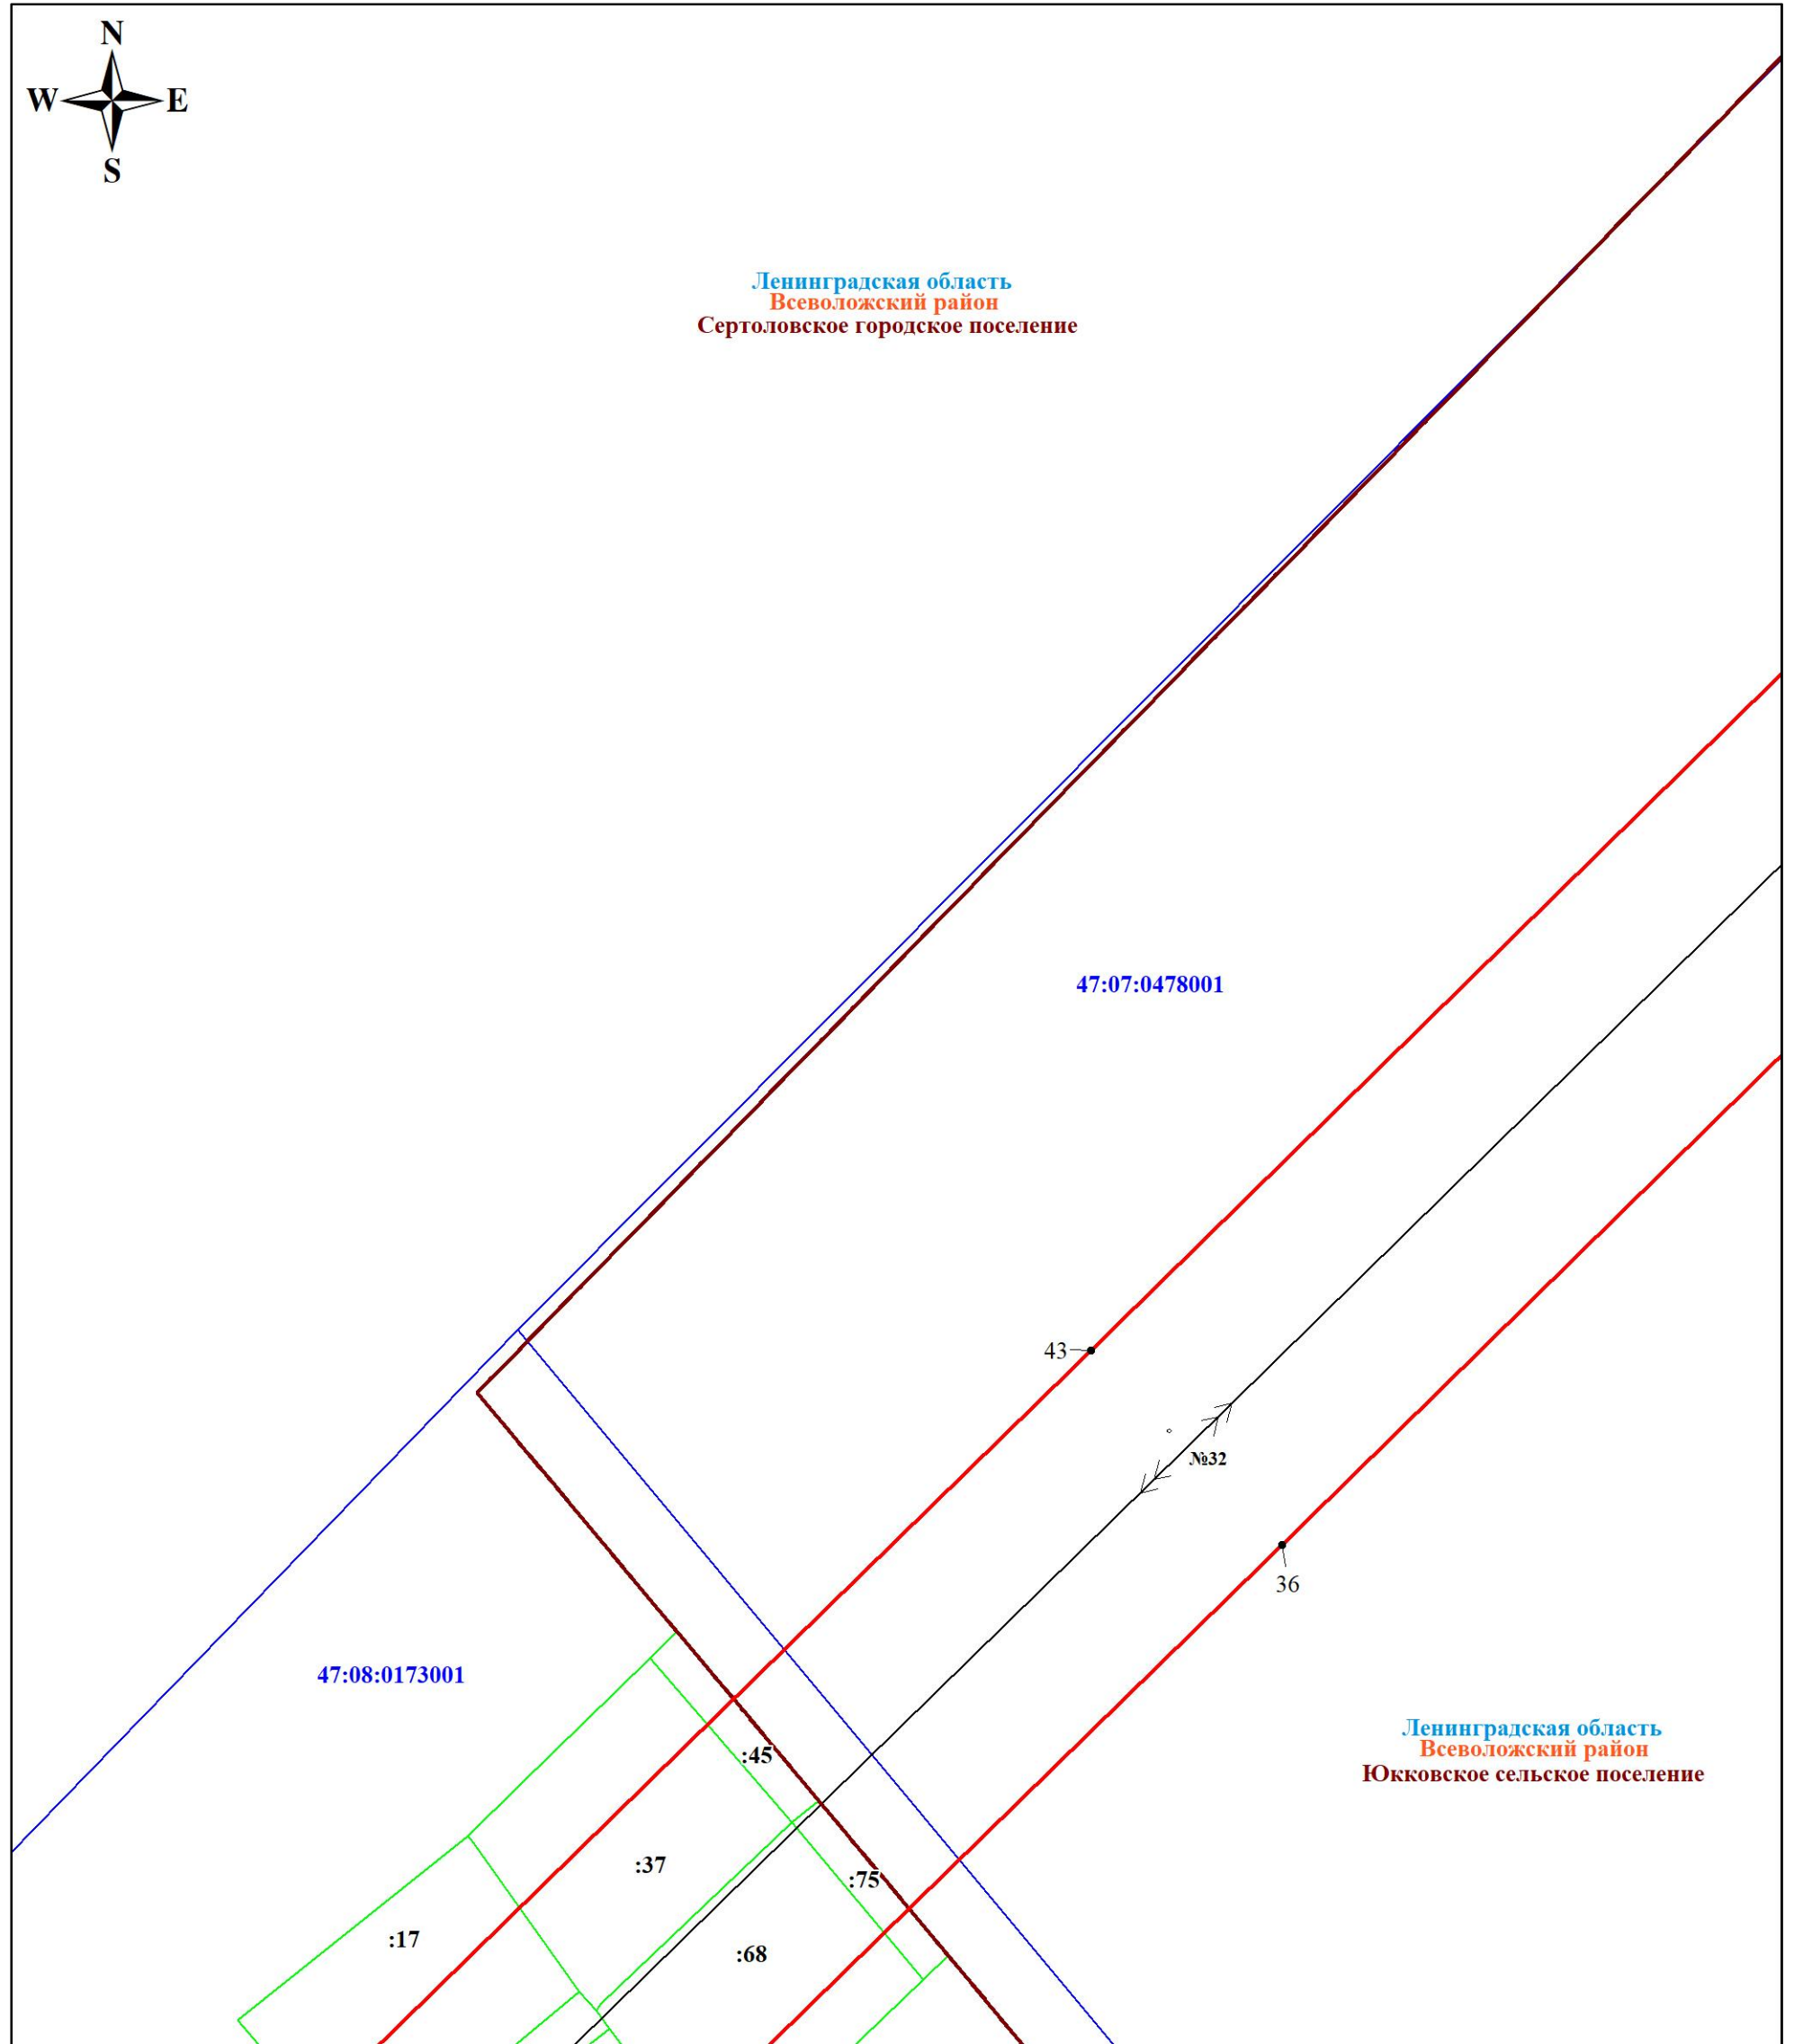 N
W E
S
Ленинградская область
Всеволожский район
Сертоловское городское поселение
47:07:0478001
43
№32
36
47:08:0173001
Ленинградская область
Всеволожский район
Юкковское сельское поселение
:45
:37
:75
:17
:68